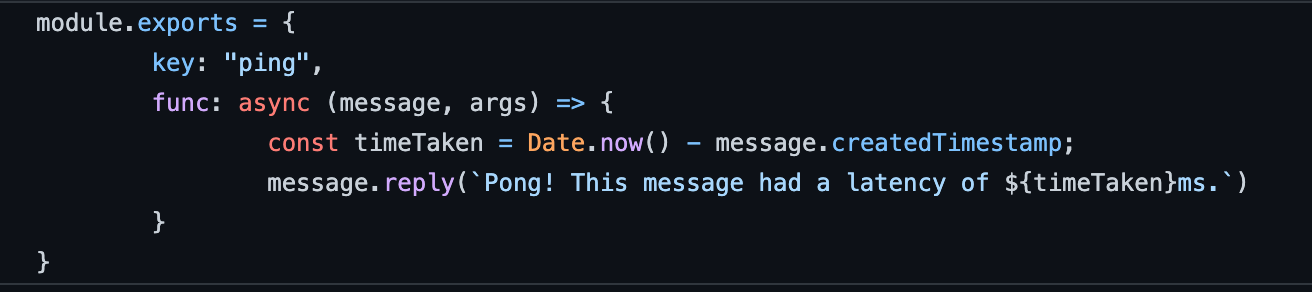 module.exports = {
key: "ping",
func: async (message, args) => {
const timeTaken = Date.now() - message.createdTimestamp;
message.reply(`Pong! This message had a latency of ${timeTaken}ms.`)
}
}